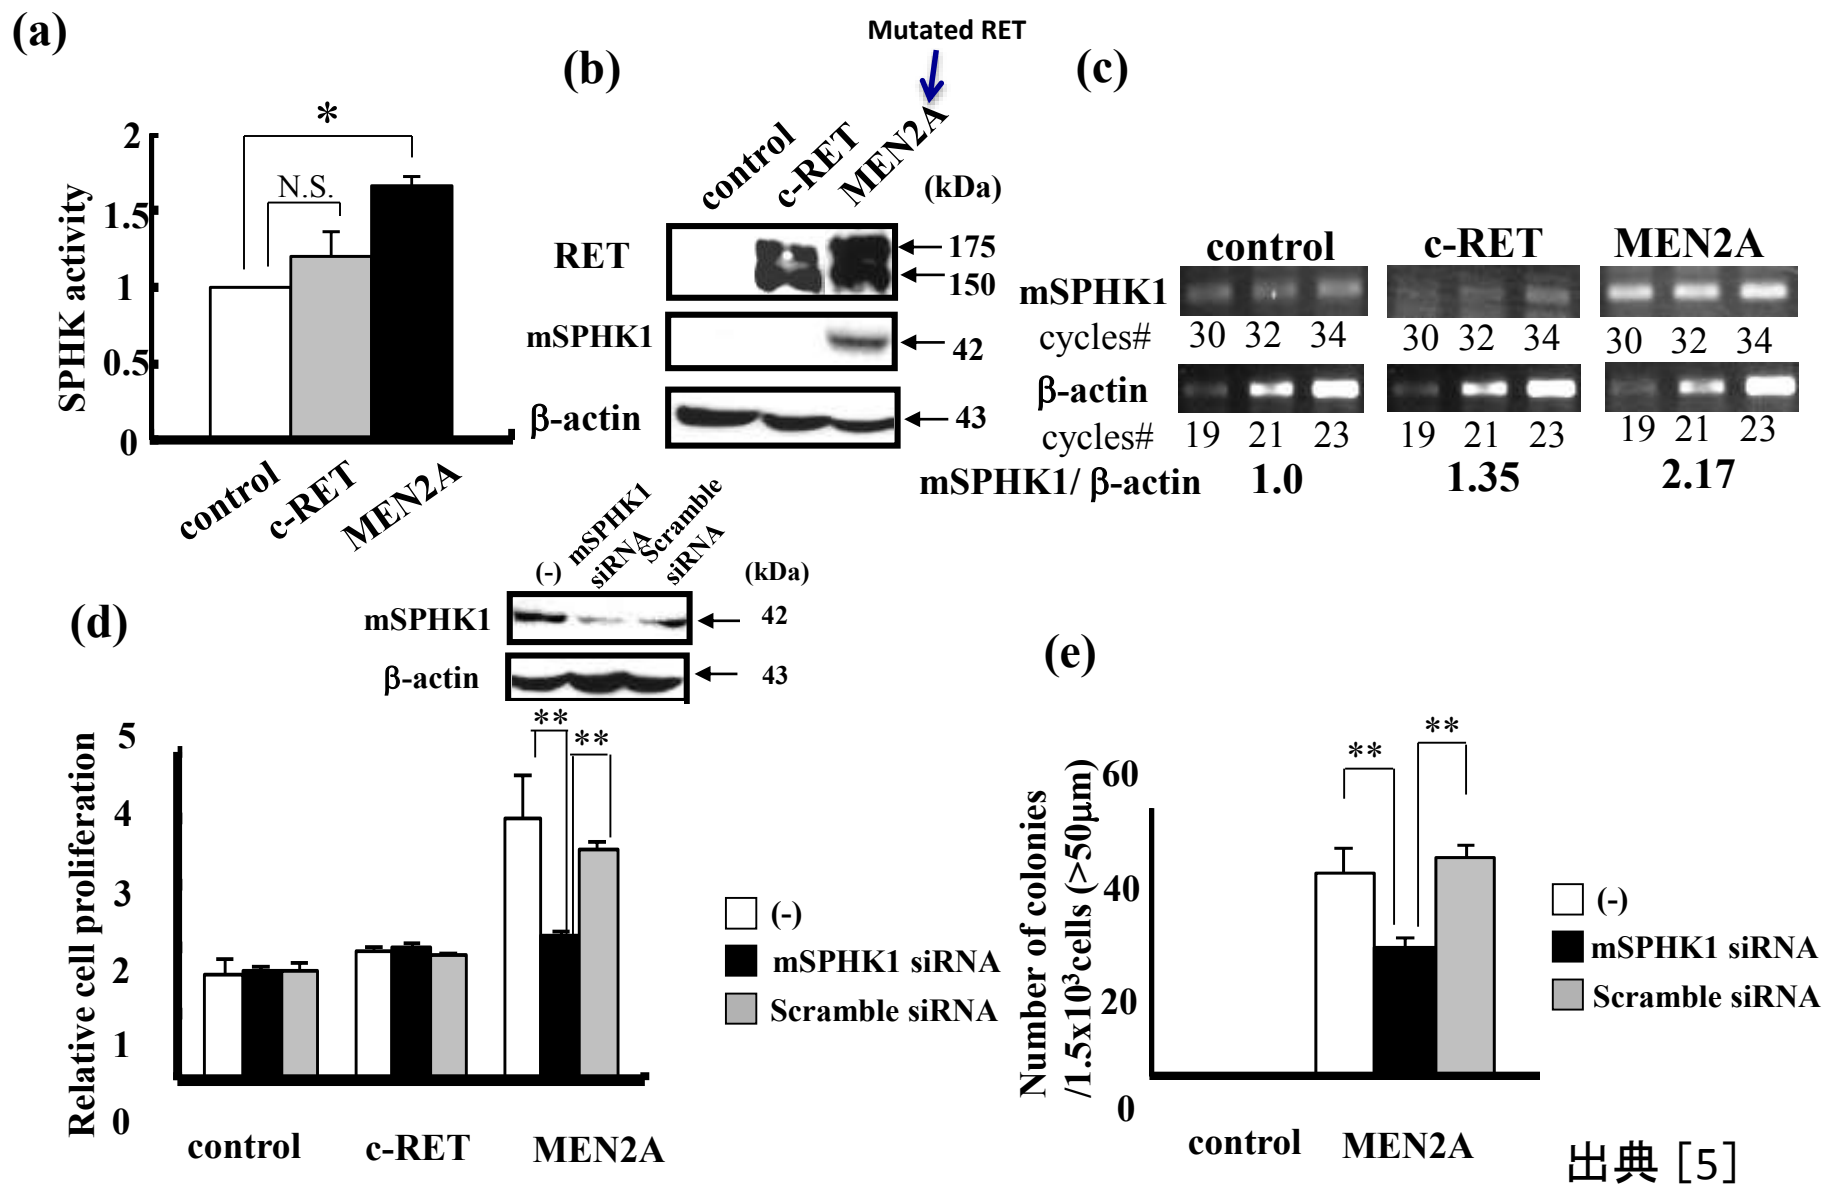 (a)
*
N.S.
2
1.5
1
0.5
0
SPHK activity
control
c-RET
MEN2A
(b)
Mutated RET
control
c-RET
MEN2A
(kDa)
RET
175
150
mSPHK1
42
β-actin
43
(c)
control
c-RET
MEN2A
mSPHK1
cycles#
30 32 34
30 32 34
30 32 34
β-actin
cycles#
19 21 23
19 21 23
19 21 23
mSPHK1/ β-actin 1.0 1.35 2.17
(d)
(-)
mSPHK1
siRNA
Scramble
siRNA
(kDa)
mSPHK1
42
β-actin
43
**
**
5
4
3
2
1
0
Relative cell proliferation
control
c-RET
MEN2A
(-)
mSPHK1 siRNA
Scramble siRNA
(e)
**
**
60
40
20
0
Number of colonies
/1.5x10³cells (>50μm)
control
MEN2A
(-)
mSPHK1 siRNA
Scramble siRNA
出典 [5]